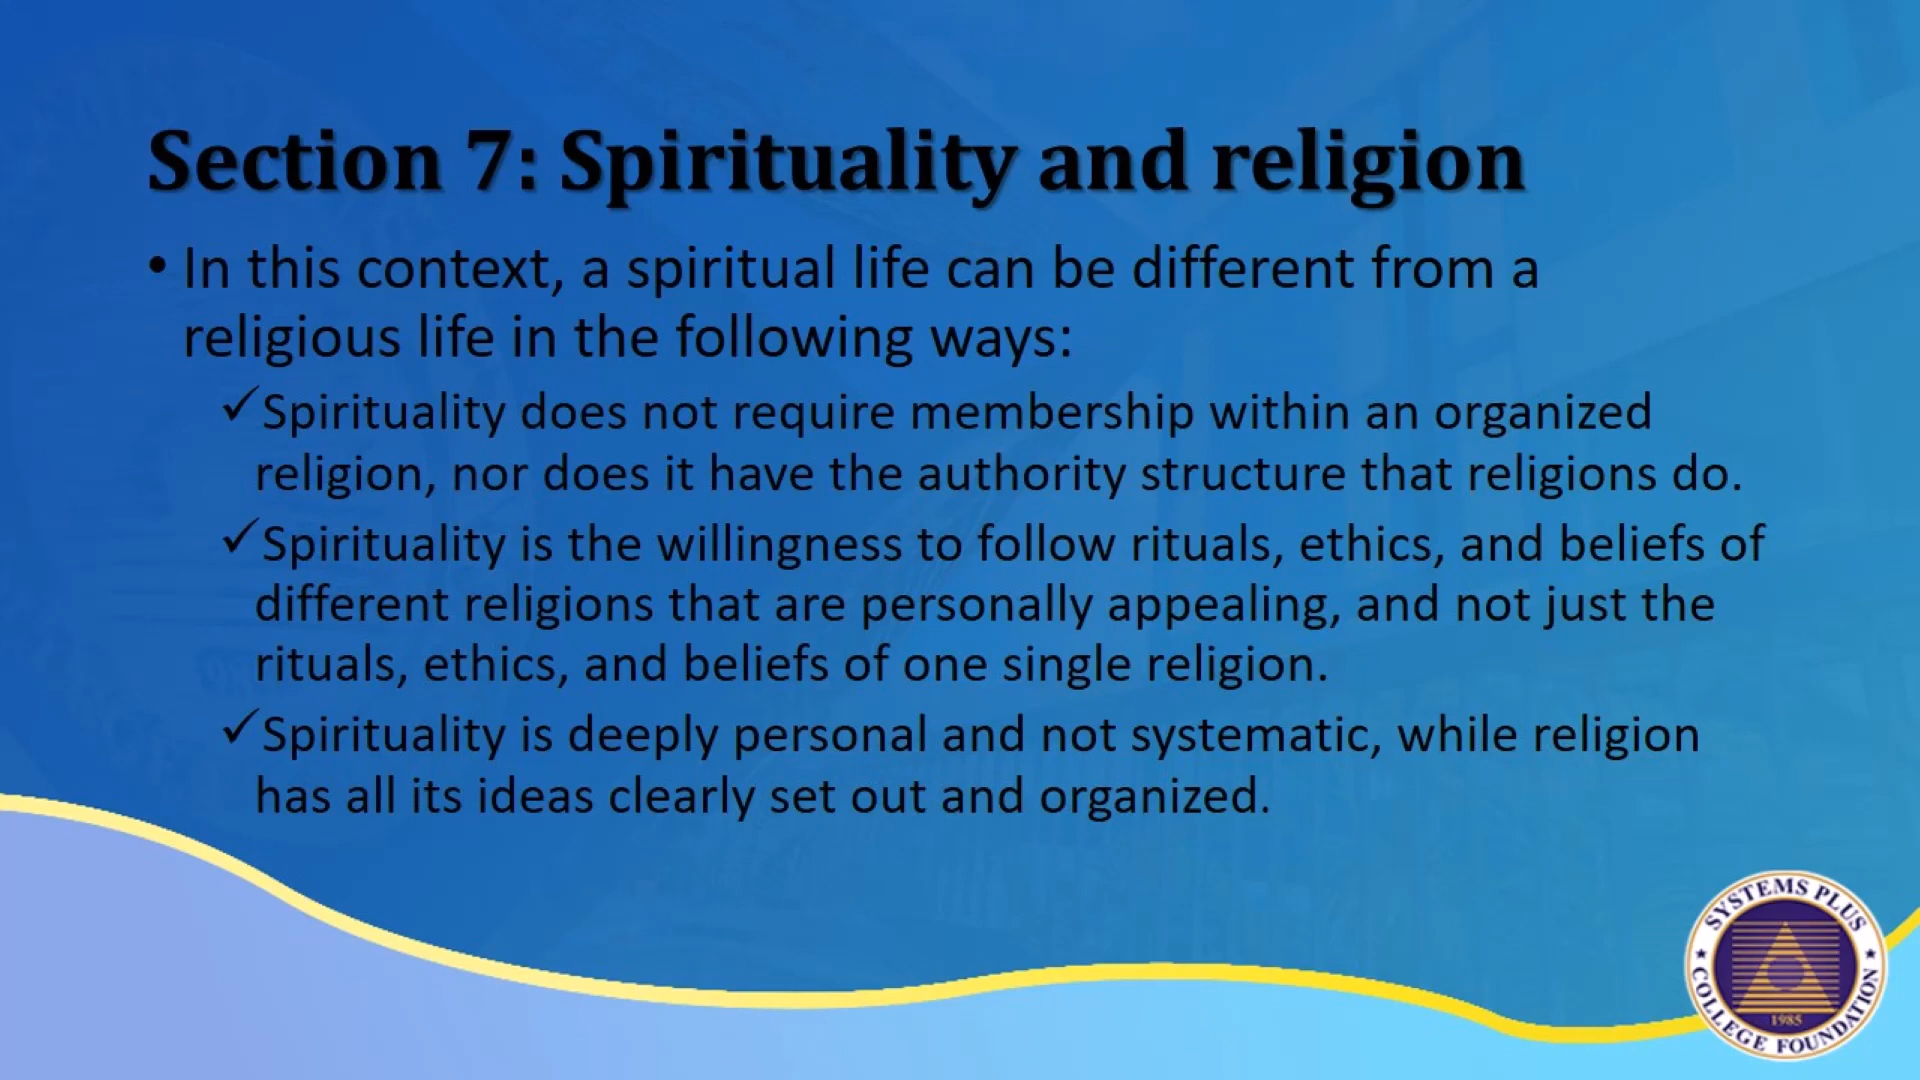 Section 7: Spirituality and religion
• In this context, a spiritual life can be different from a
religious life in the following ways:
✓Spirituality does not require membership within an organized
religion, nor does it have the authority structure that religions do.
✓Spirituality is the willingness to follow rituals, ethics, and beliefs of
different religions that are personally appealing, and not just the
rituals, ethics, and beliefs of one single religion.
✓Spirituality is deeply personal and not systematic, while religion
has all its ideas clearly set out and organized.
SYSTEMS PLUS
COLLEGE FOUNDATION
1985